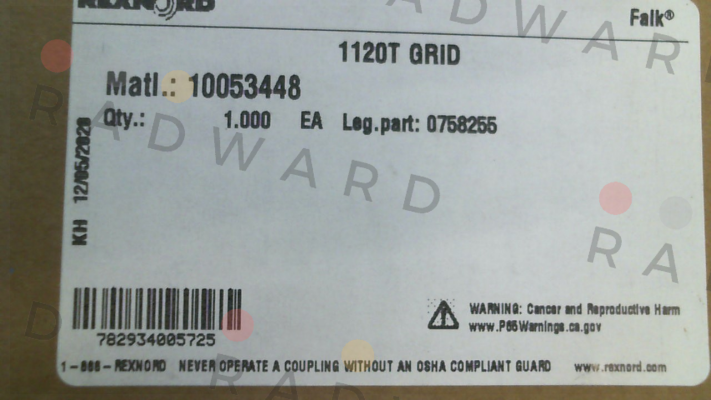 REXNORD
Falk®
1120T GRID
Matl.: 10053448
Qty.: 1.000 EA Leg.part: 0758255
KH 12/05/2020
WARNING: Cancer and Reproductive Harm
www.P65Warnings.ca.gov
782934005725
1-866-REXNORD NEVER OPERATE A COUPLING WITHOUT AN OSHA COMPLIANT GUARD www.rexnord.com
RADWARD
RADWARD